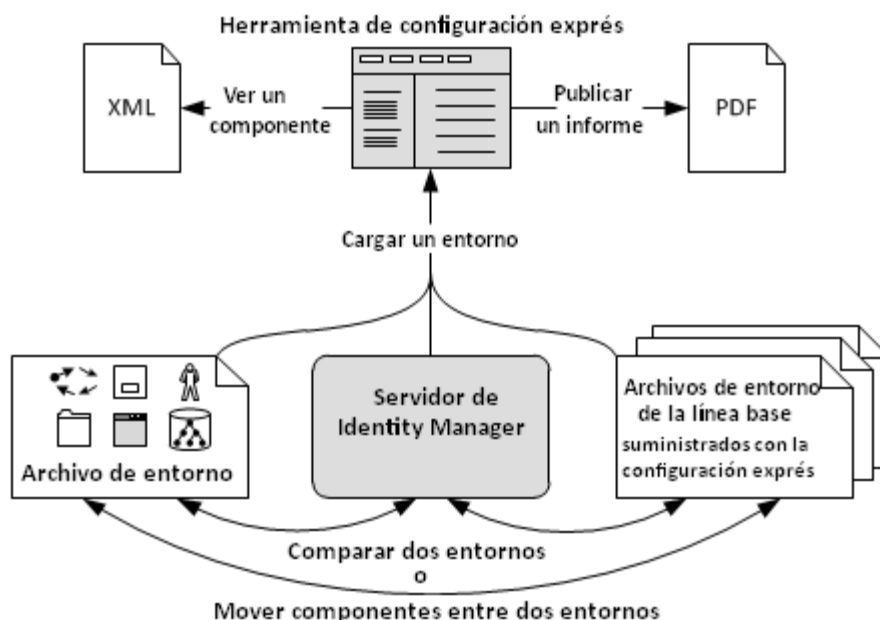 Herramienta de configuración exprés
XML
Ver un
componente
Publicar
un informe
PDF
Cargar un entorno
Archivo de entorno
Servidor de
Identity Manager
Archivos de entorno
de la línea base
suministrados con la
configuración exprés
Comparar dos entornos
o
Mover componentes entre dos entornos